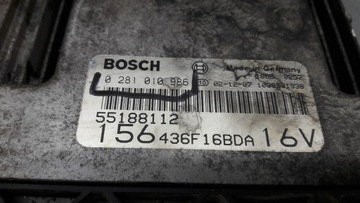 BOSCH Made in Germany
0 281 010 986 02-12-07
55188112
156 436F16BDA 16V